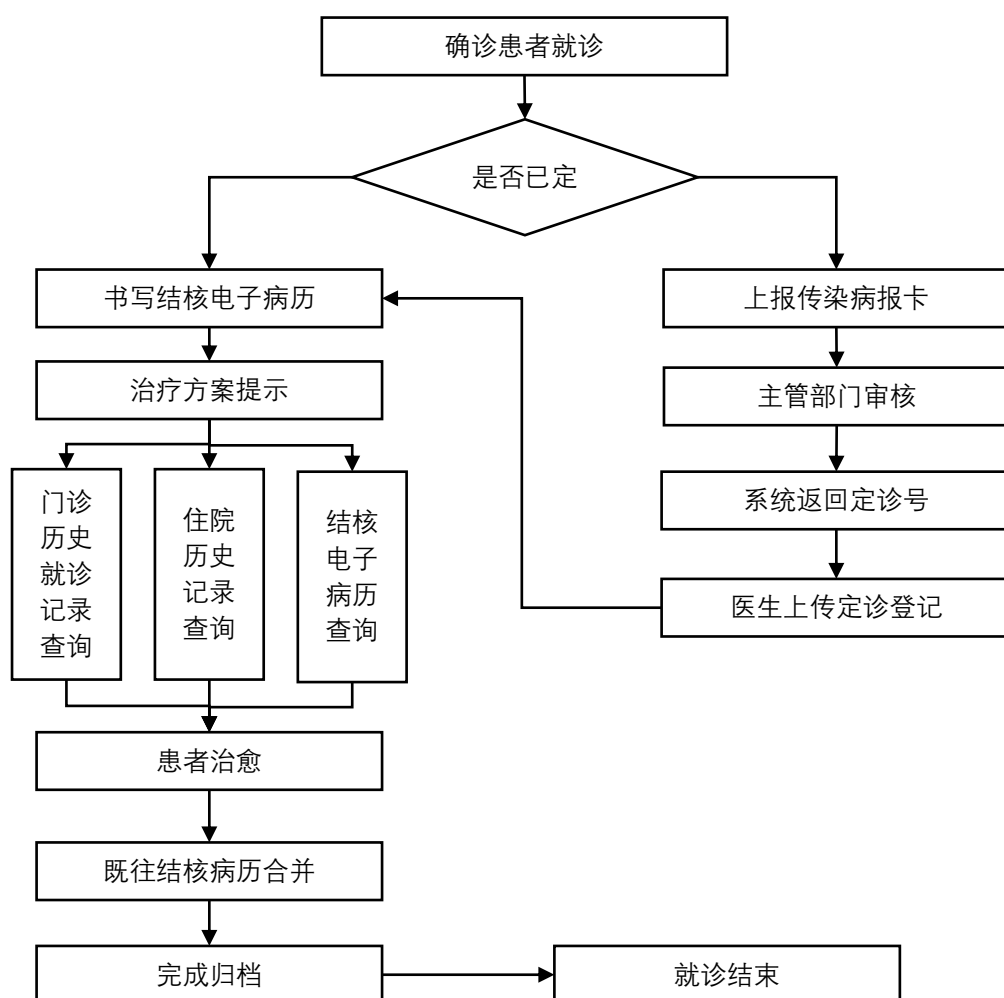 确诊患者就诊
是否已定
书写结核电子病历
上报传染病报卡
治疗方案提示
主管部门审核
门诊
历史
就诊
记录
查询
住院
历史
记录
查询
结核
电子
病历
查询
系统返回定诊号
医生上传定诊登记
患者治愈
既往结核病历合并
完成归档
就诊结束